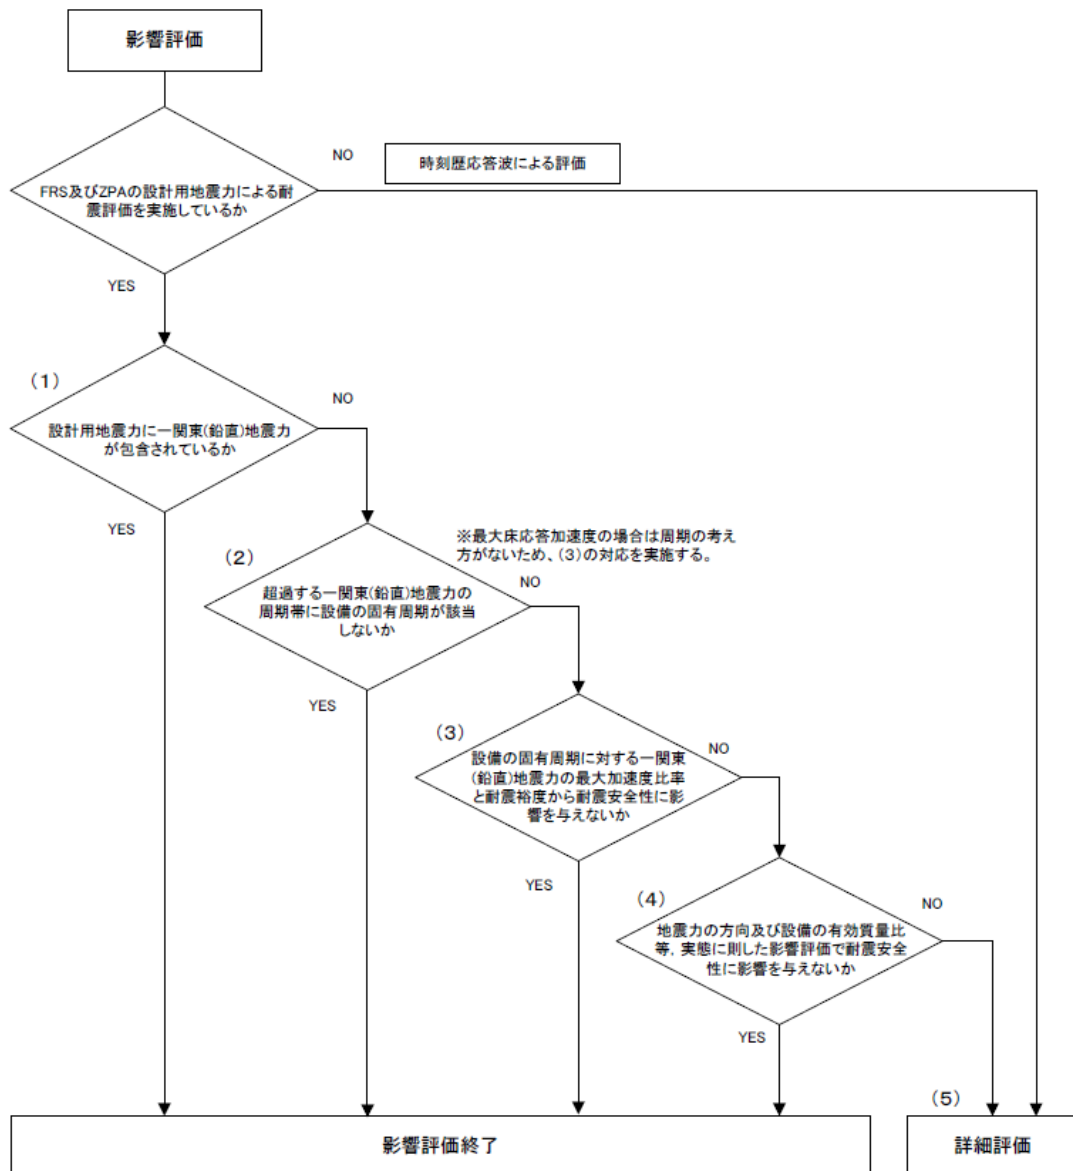 影響評価
NO
時刻歴応答波による評価
FRS及びZPAの設計用地震力による耐
震評価を実施しているか
YES
(1)
NO
設計用地震力に一関東(鉛直)地震力
が包含されているか
YES
※最大床応答加速度の場合は周期の考え
方がないため、(3)の対応を実施する。
(2)
NO
超過する一関東(鉛直)地震力の
周期帯に設備の固有周期が該当
しないか
YES
(3)
NO
設備の固有周期に対する一関東
(鉛直)地震力の最大加速度比率
と耐震裕度から耐震安全性に影
響を与えないか
YES
(4)
NO
地震力の方向及び設備の有効質量比
等,実態に則した影響評価で耐震安全
性に影響を与えないか
YES
(5)
影響評価終了
詳細評価